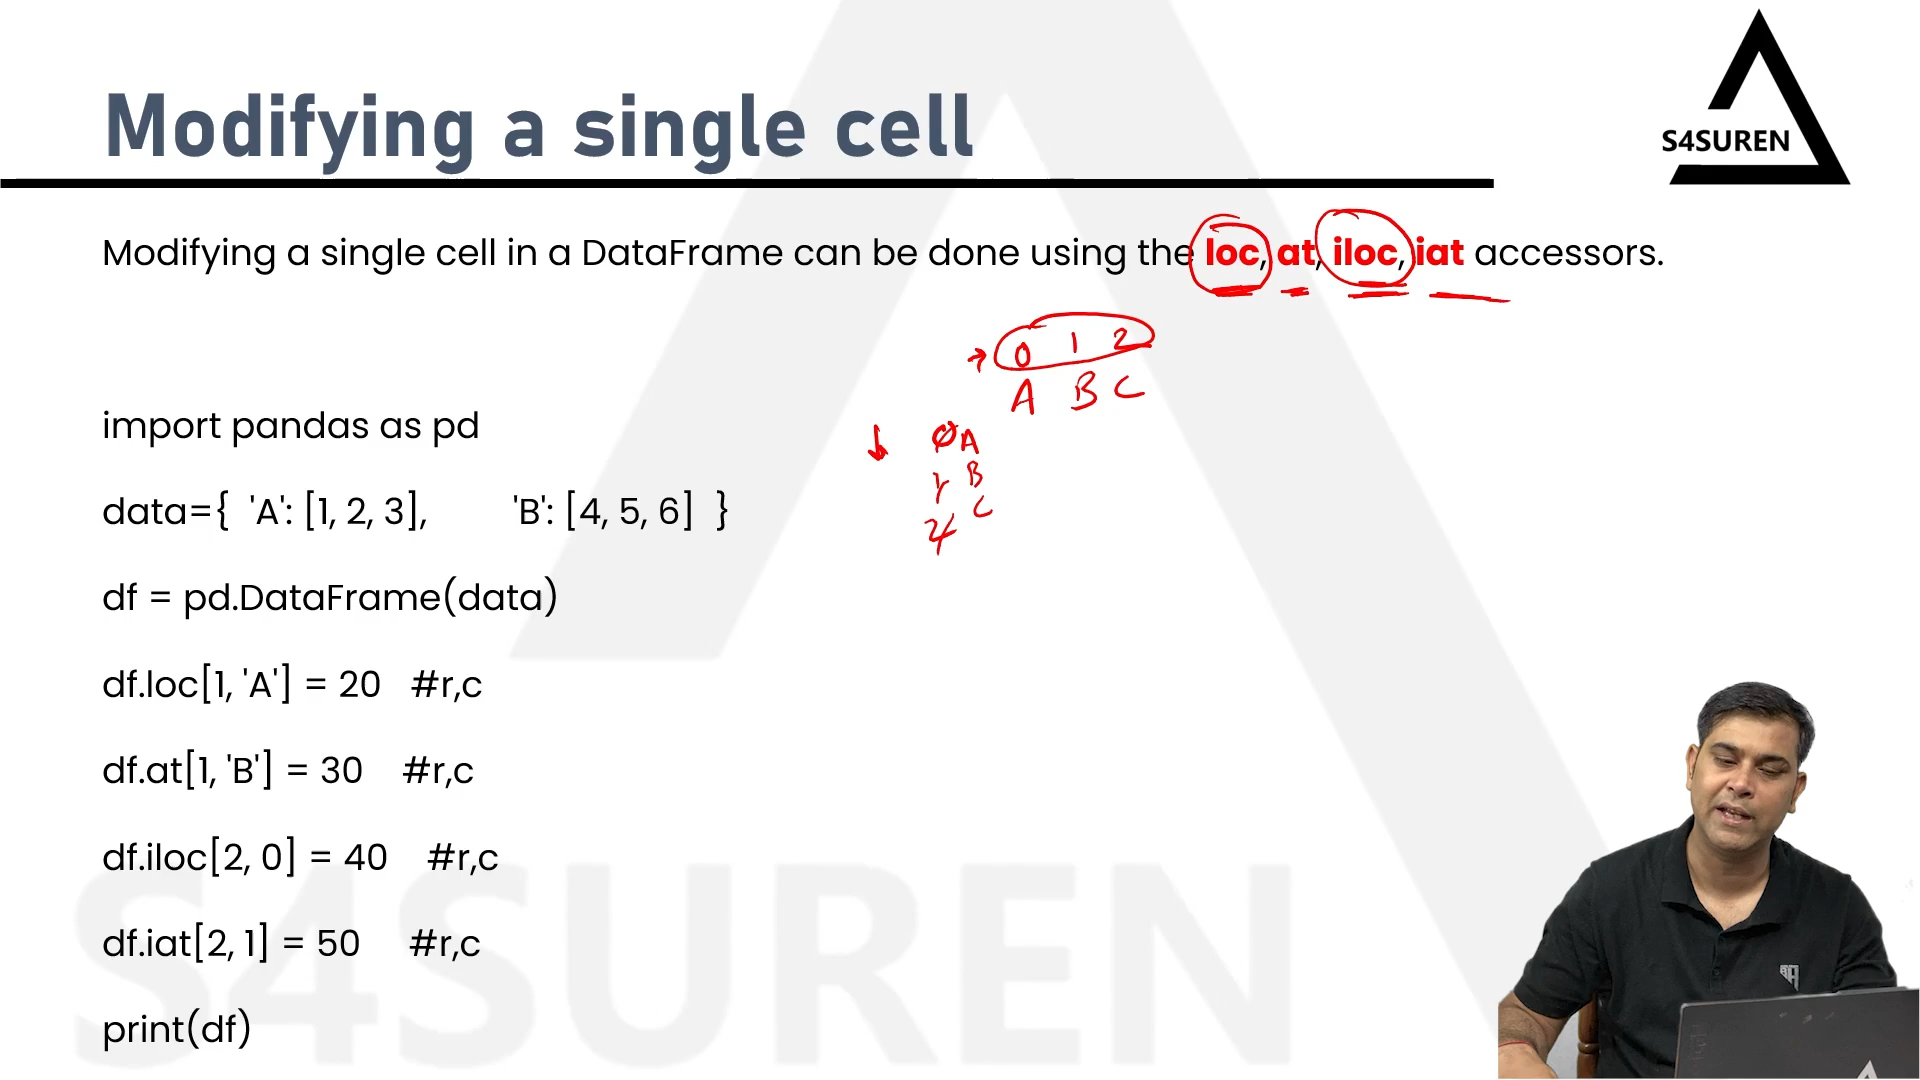 Modifying a single cell
S4SUREN
Modifying a single cell in a DataFrame can be done using the loc, at, iloc, iat accessors.
0 1 2
A B C
import pandas as pd
0 A
1 B
2 C
data={ 'A': [1, 2, 3], 'B': [4, 5, 6] }
df = pd.DataFrame(data)
df.loc[1, 'A'] = 20 #r,c
df.at[1, 'B'] = 30 #r,c
df.iloc[2, 0] = 40 #r,c
df.iat[2, 1] = 50 #r,c
print(df)
S4SUREN